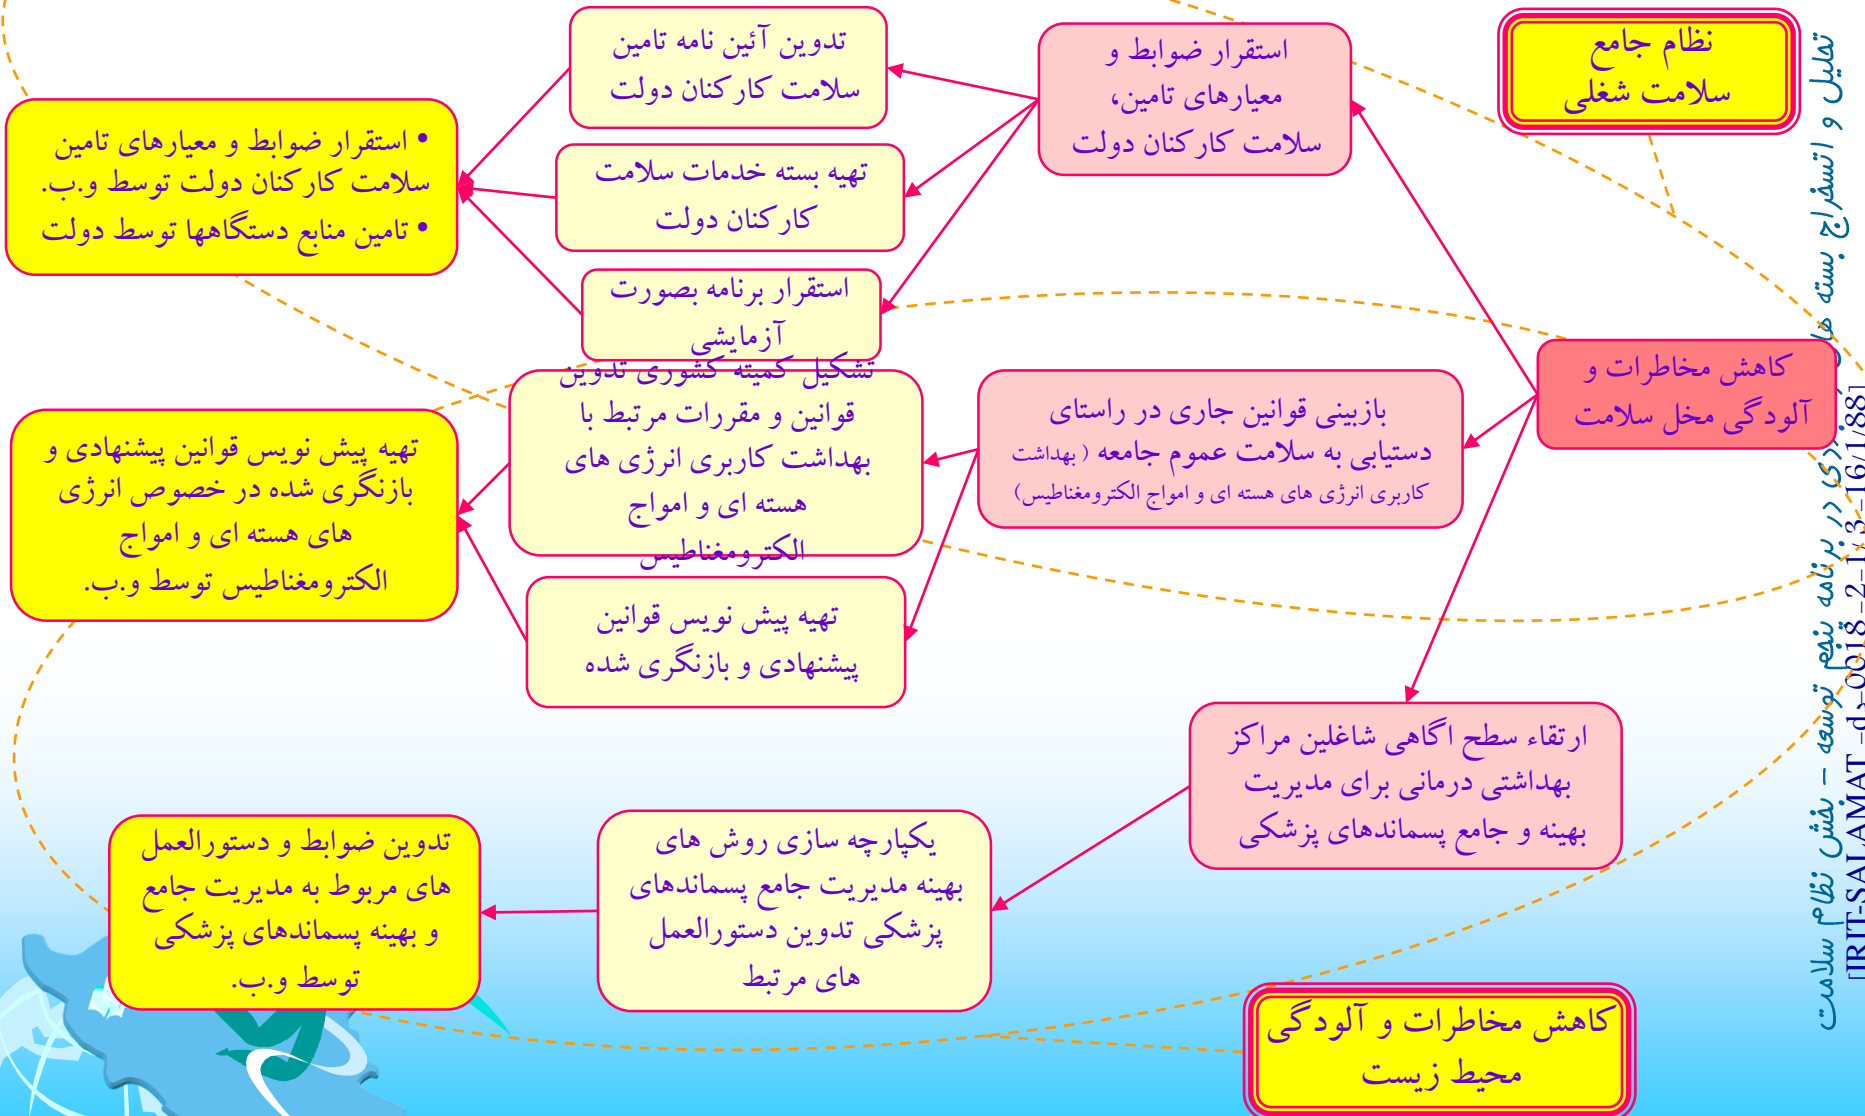 نظام جامع
سلامت شغلی
کاهش مخاطرات و
آلودگی مخل سلامت
استقرار ضوابط و
معیارهای تامین،
سلامت کارکنان دولت
تدوین آئین نامه تامین
سلامت کارکنان دولت
تهیه بسته خدمات سلامت
کارکنان دولت
استقرار برنامه بصورت
آزمایشی
• استقرار ضوابط و معیارهای تامین
سلامت کارکنان دولت توسط و.ب.
• تامین منابع دستگاهها توسط دولت
بازبینی قوانین جاری در راستای
دستیابی به سلامت عموم جامعه ( بهداشت
کاربری انرژی های هسته ای و امواج الکترومغناطیس)
تشکیل کمیته کشوری تدوین
قوانین و مقررات مرتبط با
بهداشت کاربری انرژی های
هسته ای و امواج
الکترومغناطیس
تهیه پیش نویس قوانین
پیشنهادی و بازنگری شده
تهیه پیش نویس قوانین پیشنهادی و
بازنگری شده در خصوص انرژی
های هسته ای و امواج
الکترومغناطیس توسط و.ب.
ارتقاء سطح اگاهی شاغلین مراکز
بهداشتی درمانی برای مدیریت
بهینه و جامع پسماندهای پزشکی
یکپارچه سازی روش های
بهینه مدیریت جامع پسماندهای
پزشکی تدوین دستورالعمل
های مرتبط
تدوین ضوابط و دستورالعمل
های مربوط به مدیریت جامع
و بهینه پسماندهای پزشکی
توسط و.ب.
کاهش مخاطرات و آلودگی
محیط زیست
تحلیل و استخراج بسته های در برنامه پنجم توسعه – بخش نظام سلامت